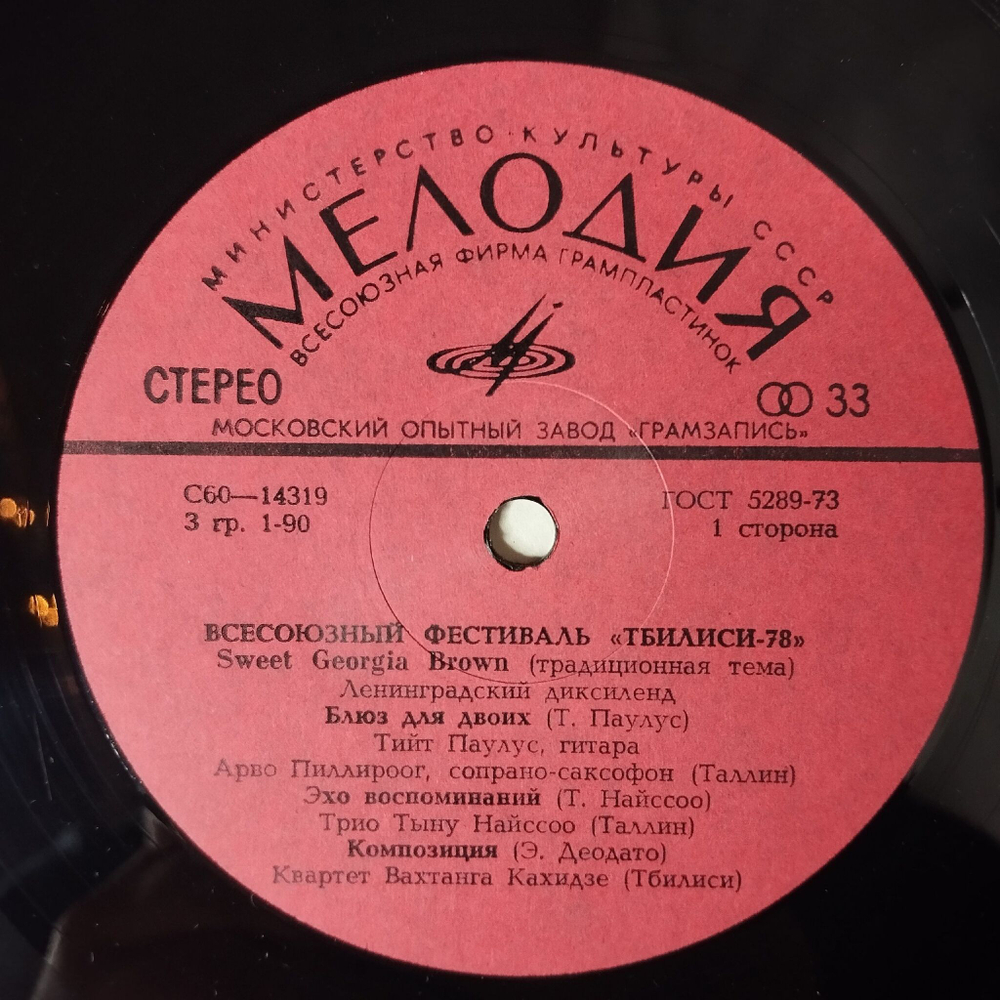 МИНИСТЕРСТВО·КУЛЬТУРЫ СССР
МЕЛОДИЯ
ВСЕСОЮЗНАЯ ФИРМА ГРАМПЛАСТИНОК
СТЕРЕО
33
МОСКОВСКИЙ ОПЫТНЫЙ ЗАВОД «ГРАМЗАПИСЬ»
С60—14319
ГОСТ 5289-73
3 гр. 1-90
1 сторона
ВСЕСОЮЗНЫЙ ФЕСТИВАЛЬ «ТБИЛИСИ-78»
Sweet Georgia Brown (традиционная тема)
Ленинградский диксиленд
Блюз для двоих (Т. Паулус)
Тийт Паулус, гитара
Арво Пиллироог, сопрано-саксофон (Таллин)
Эхо воспоминаний (Т. Найссоо)
Трио Тыну Найссоо (Таллин)
Композиция (Э. Деодато)
Квартет Вахтанга Кахидзе (Тбилиси)